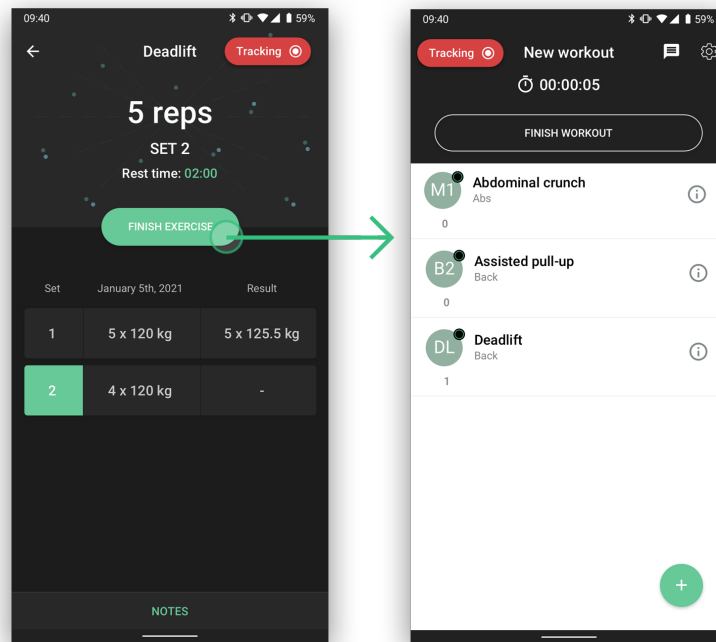 09:40
59%
Deadlift
Tracking
5 reps
SET 2
Rest time: 02:00
FINISH EXERCISE
Set January 5th, 2021 Result
1 5 x 120 kg 5 x 125.5 kg
2 4 x 120 kg -
NOTES
09:40
59%
Tracking
New workout
00:00:05
FINISH WORKOUT
M1
Abdominal crunch
Abs
0
B2
Assisted pull-up
Back
0
DL
Deadlift
Back
1